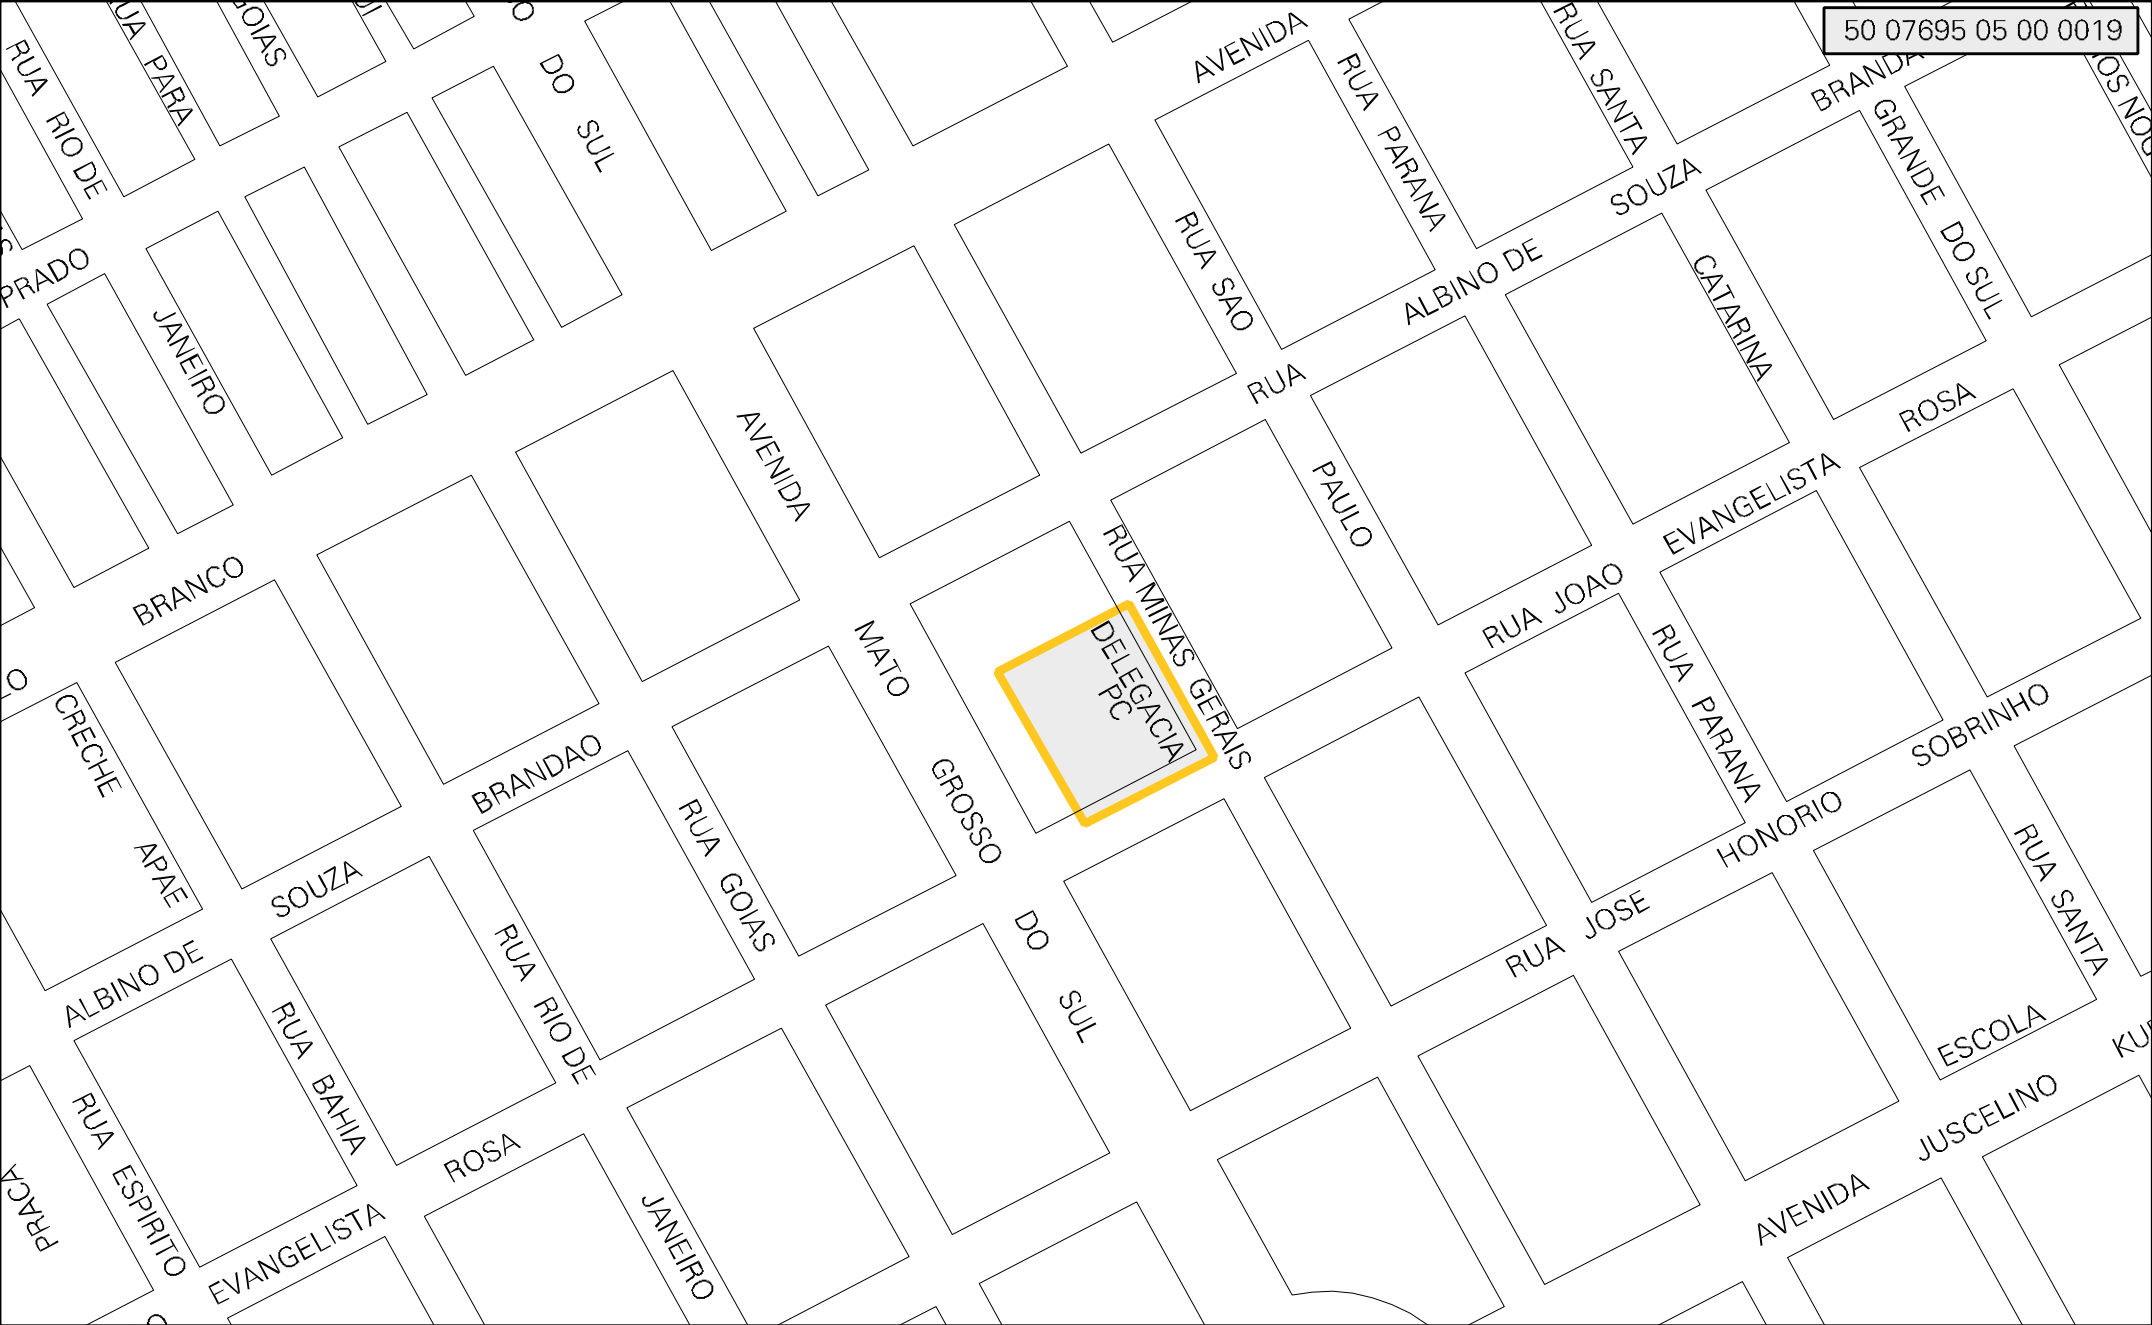 50 07695 05 00 0019
RUA RIO DE
JANEIRO
PARA
GOIAS
DO SUL
AVENIDA
RUA PARANA
RUA SANTA
CATARINA
BRANDA
GRANDE DO SUL
PRADO
RUA SAO
PAULO
RUA ALBINO DE SOUZA
AVENIDA MATO GROSSO DO SUL
RUA MINAS GERAIS
DELEGACIA
PC
RUA JOAO EVANGELISTA ROSA
BRANCO
CRECHE
APAE
ALBINO DE SOUZA BRANDAO
RUA GOIAS
RUA PARANA
RUA JOSE HONORIO SOBRINHO
RUA SANTA
RUA RIO DE
JANEIRO
RUA BAHIA
RUA ESPIRITO
PRACA
EVANGELISTA ROSA
ESCOLA
AVENIDA JUSCELINO